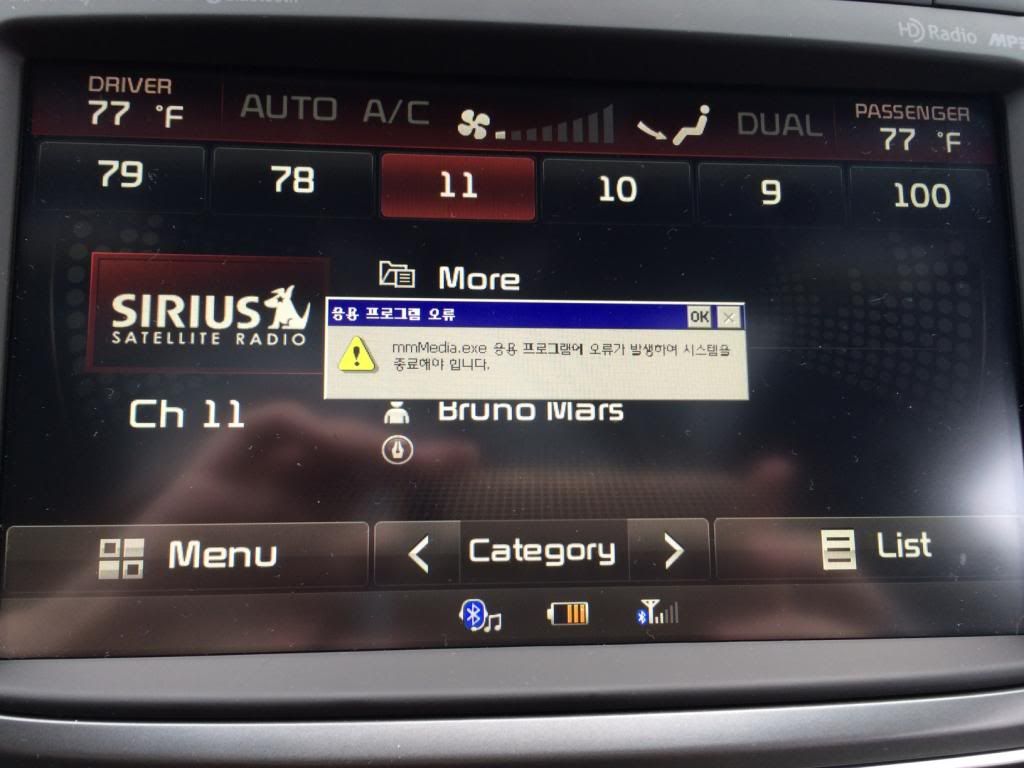 Bluetooth
HD Radio MP3
DRIVER
77 °F
AUTO A/C
DUAL
PASSENGER
77 °F
79
78
11
10
9
100
SIRIUS
SATELLITE RADIO
Ch 11
More
응용 프로그램 오류
OK
mmMedia.exe 응용 프로그램에 오류가 발생하여 시스템을
종료해야 합니다.
Bruno Mars
Menu
Category
List